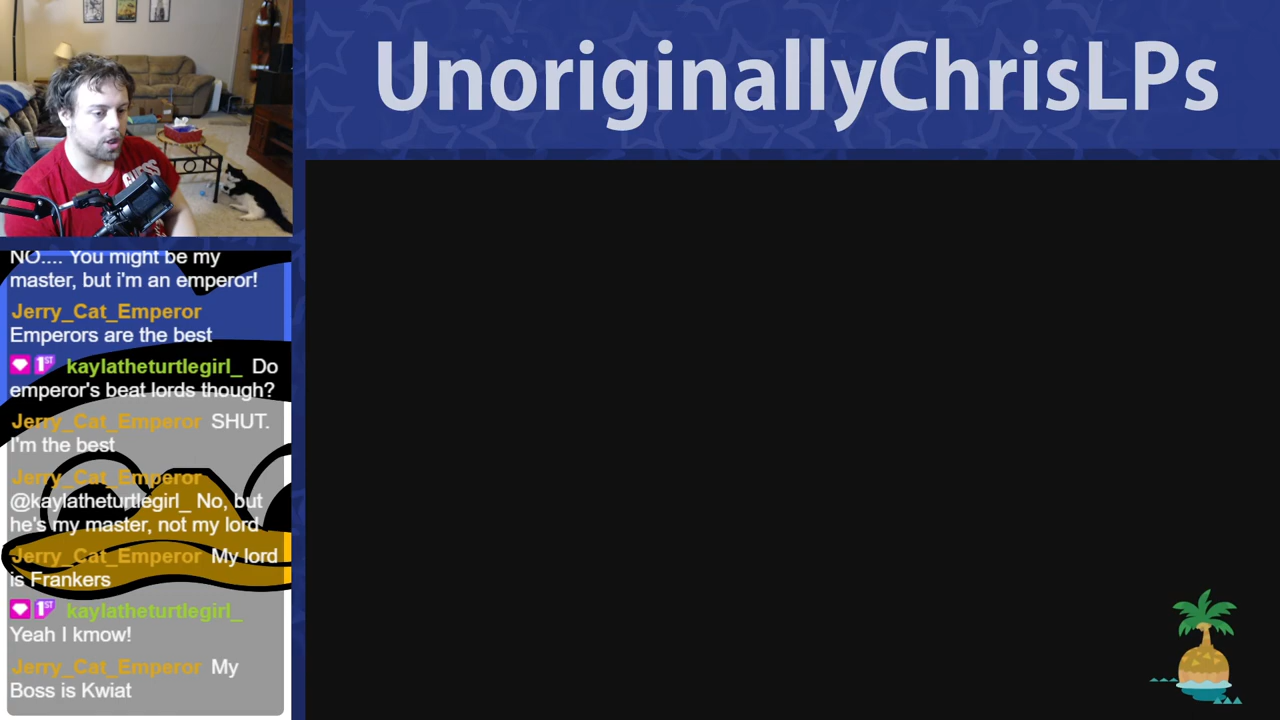 UnoriginallyChrisLPs
NO.... You might be my
master, but i'm an emperor!
Jerry_Cat_Emperor
Emperors are the best
1ST kaylatheturtlegirl_ Do
emperor's beat lords though?
Jerry_Cat_Emperor SHUT.
I'm the best
Jerry_Cat_Emperor
@kaylatheturtlegirl_ No, but
he's my master, not my lord
Jerry_Cat_Emperor My lord
is Frankers
1ST kaylatheturtlegirl_
Yeah I kmow!
Jerry_Cat_Emperor My
Boss is Kwiat